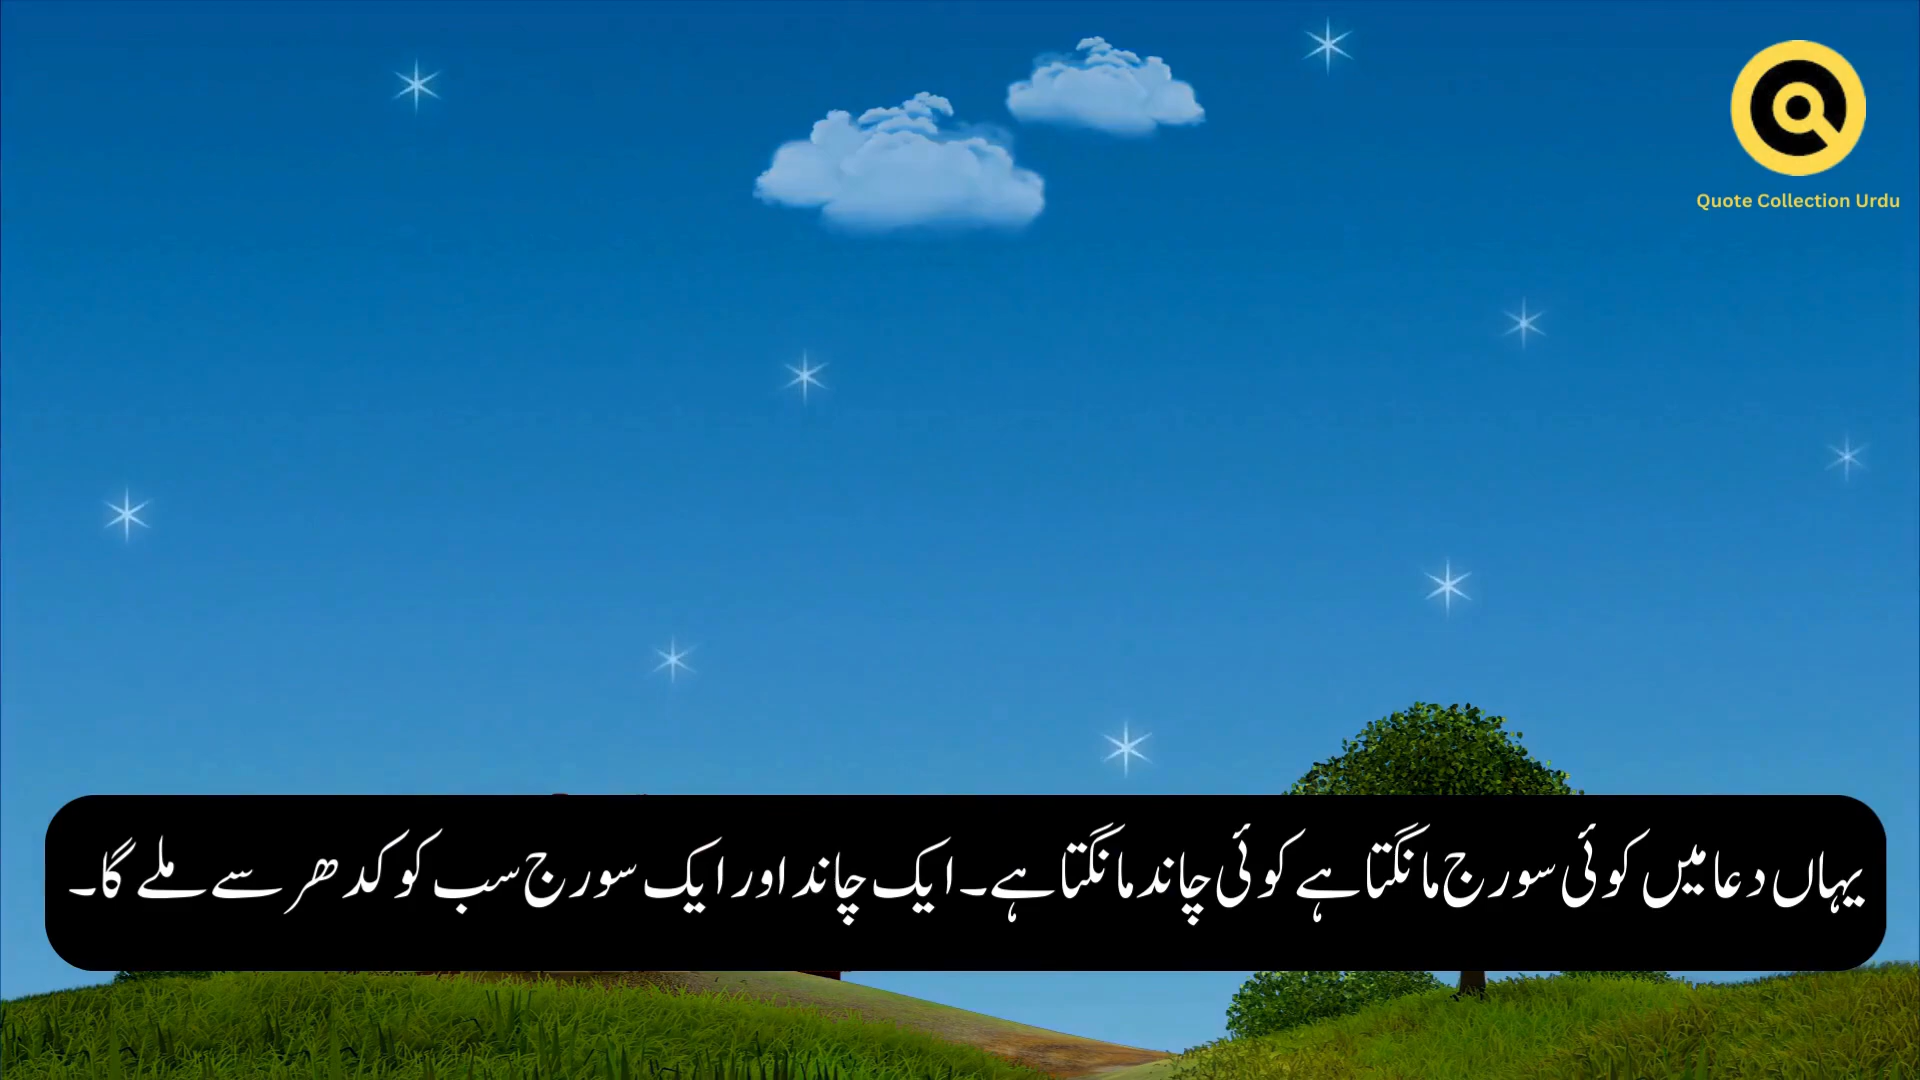 Quote Collection Urdu
یہاں دعا میں کوئی سورج مانگتا ہے کوئی چاند مانگتا ہے۔ ایک چاند اور ایک سورج سب کو کدھر سے ملے گا۔